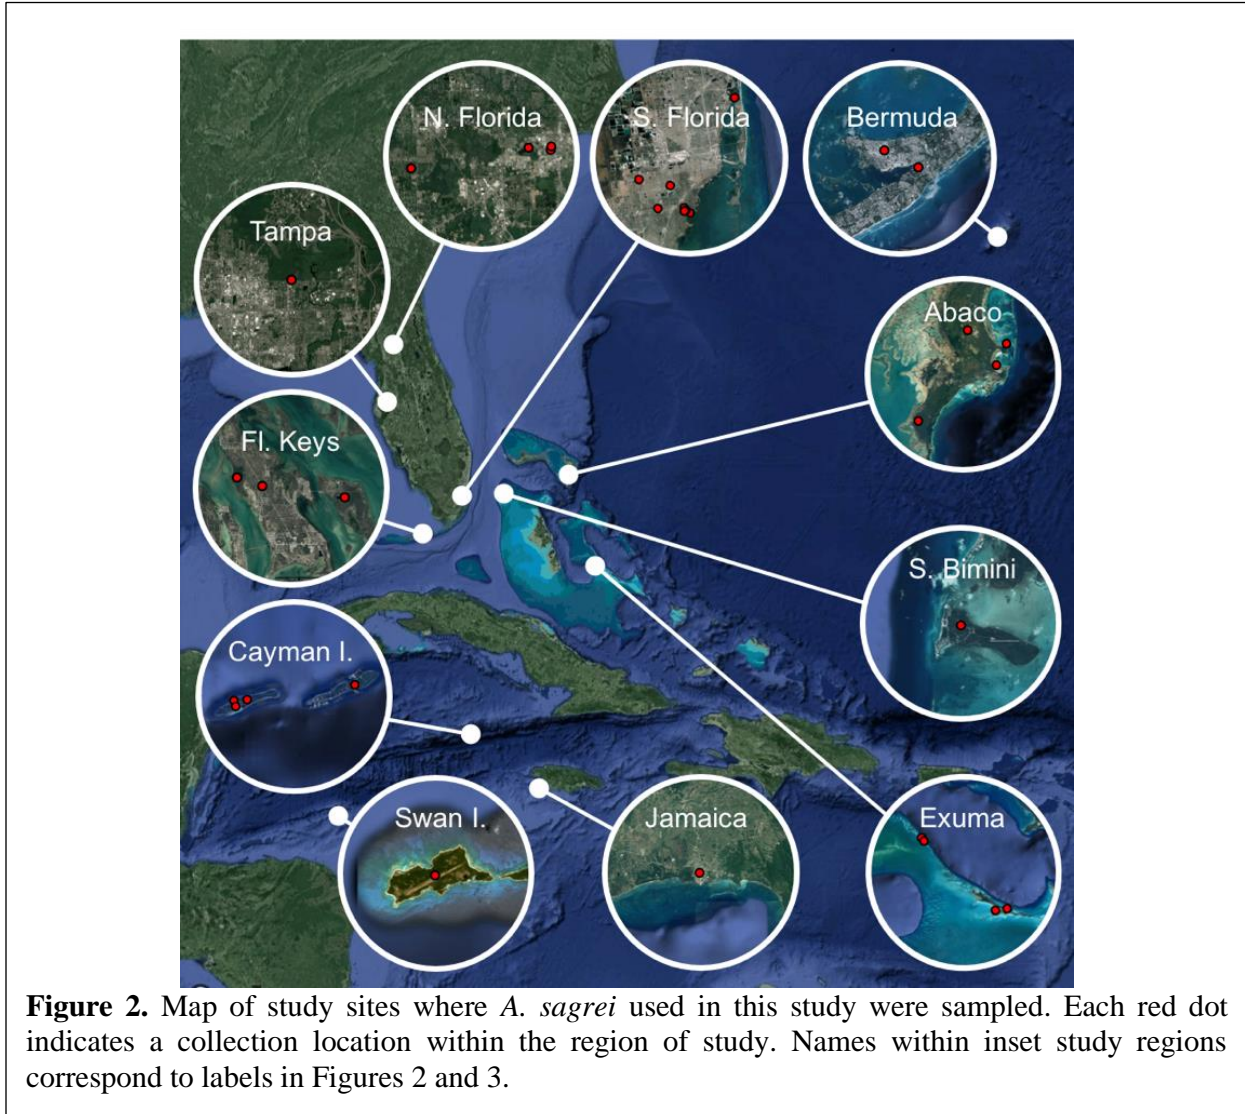 N. Florida
S. Florida
Bermuda
Tampa
Abaco
Fl. Keys
S. Bimini
Cayman I.
Swan I.
Jamaica
Exuma
Figure 2. Map of study sites where A. sagrei used in this study were sampled. Each red dot
indicates a collection location within the region of study. Names within inset study regions
correspond to labels in Figures 2 and 3.